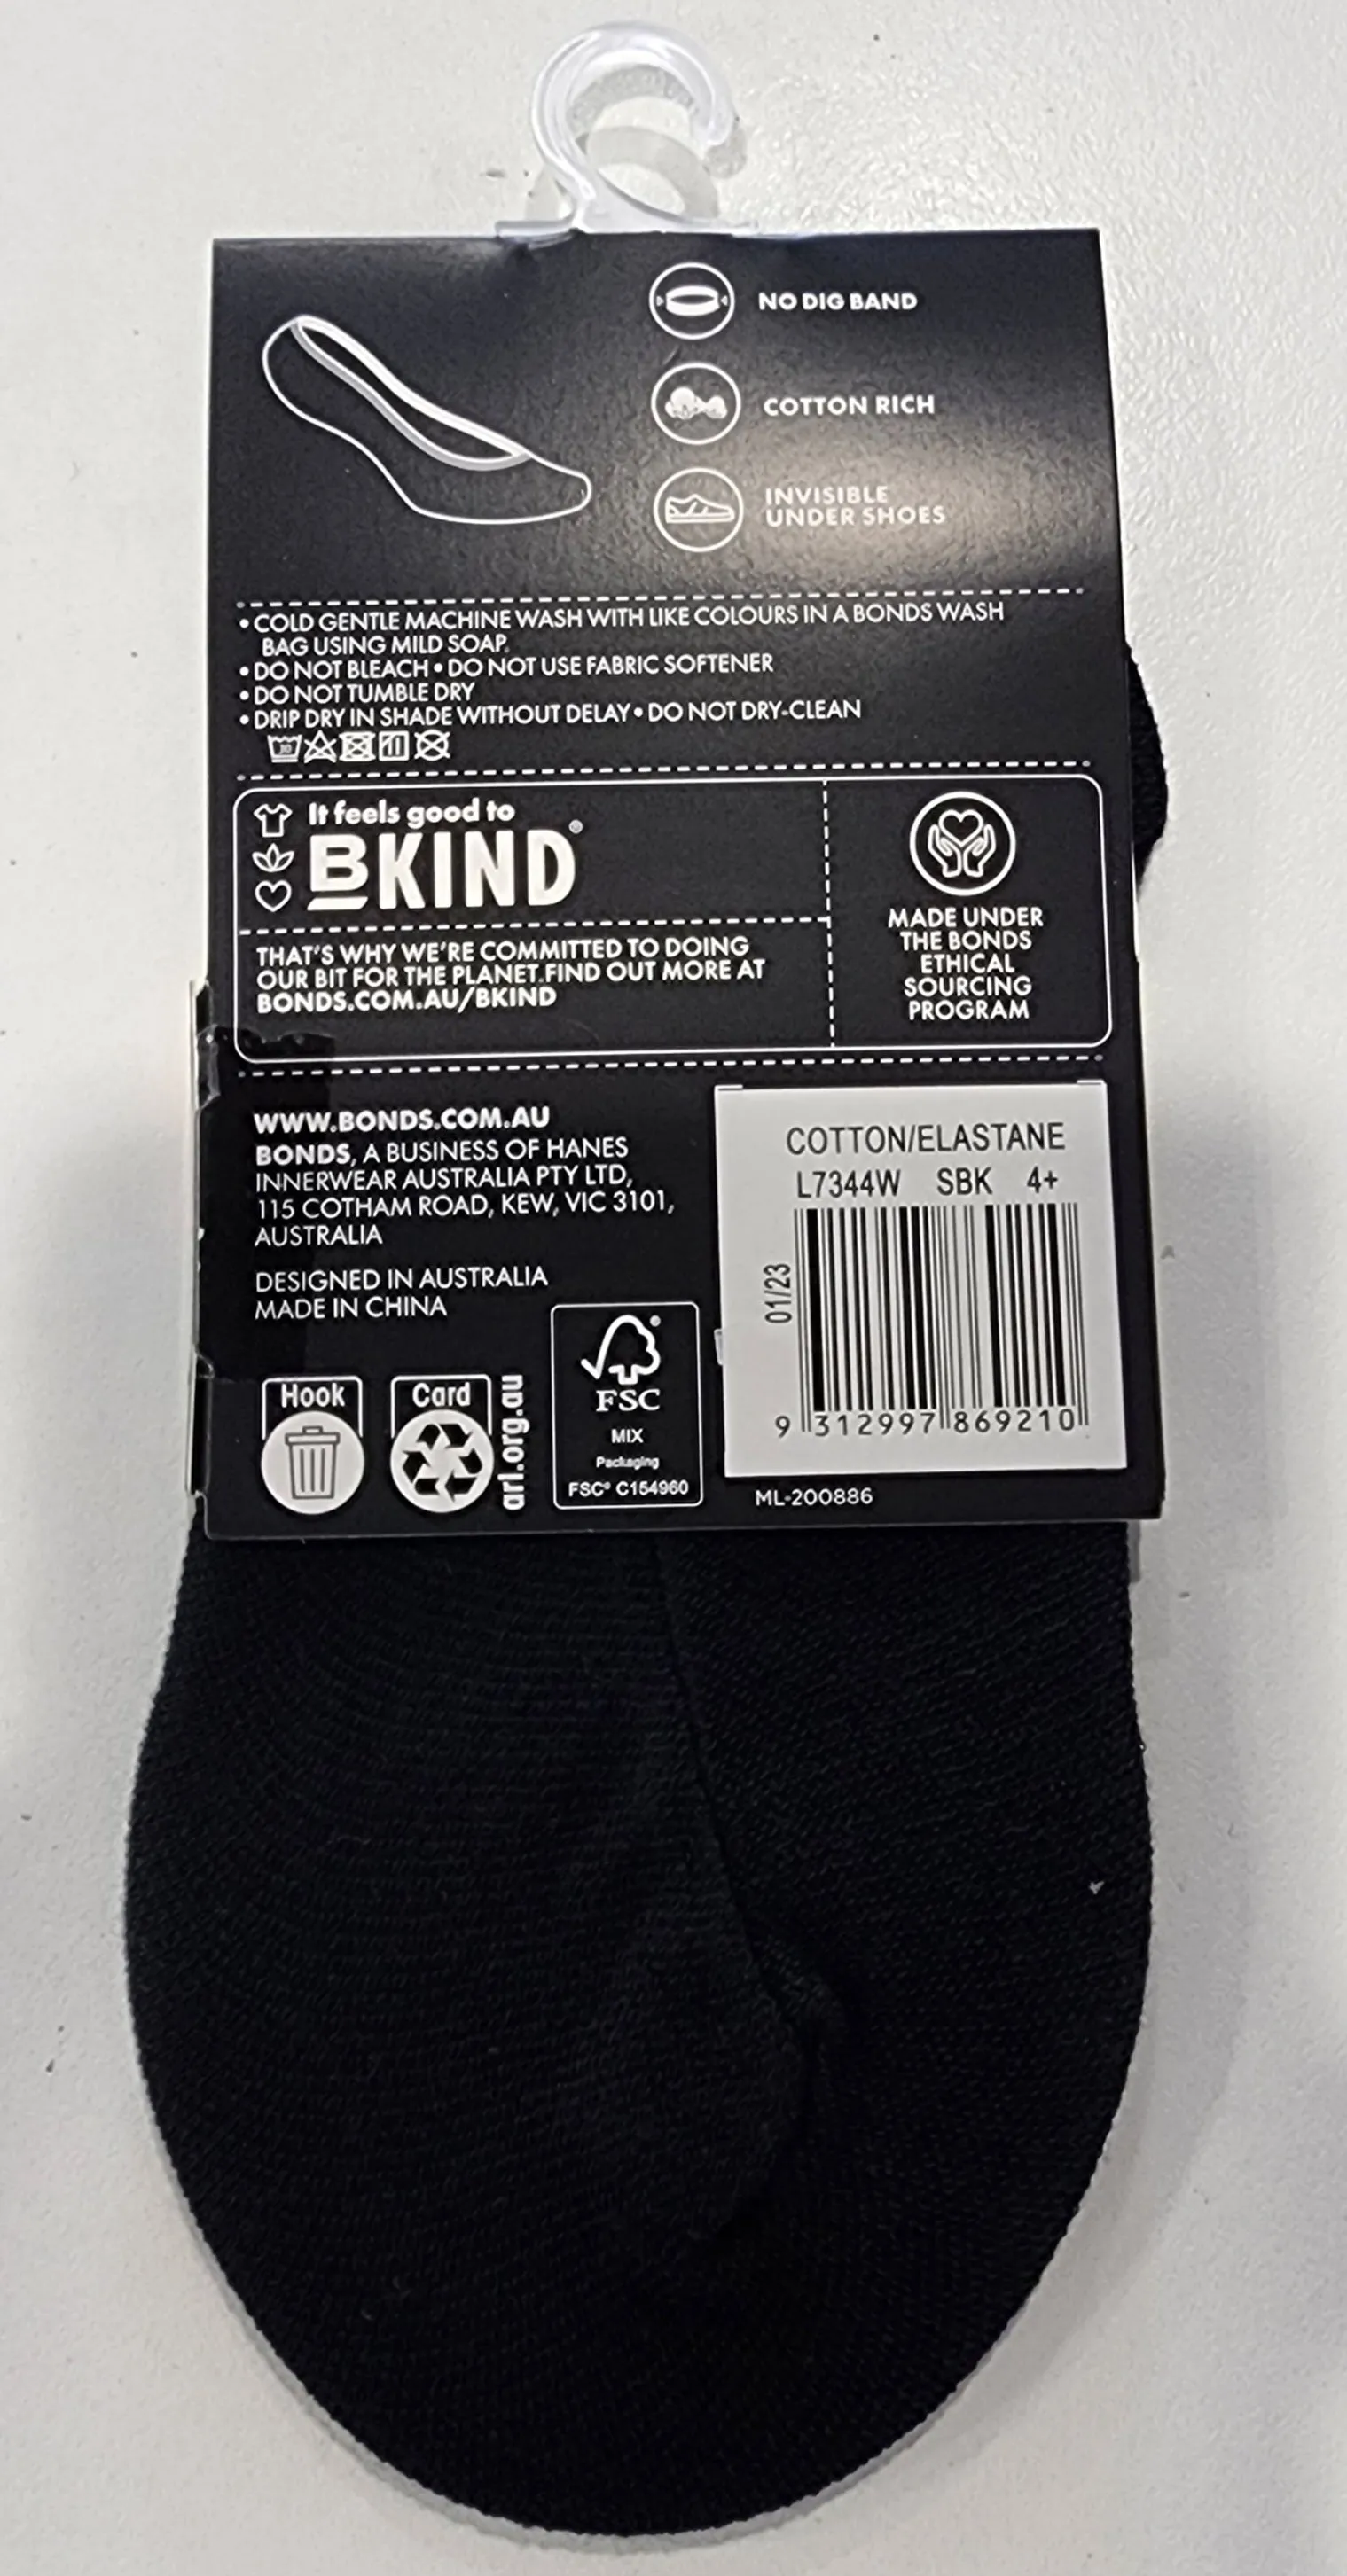 NO DIG BAND
COTTON RICH
INVISIBLE
UNDER SHOES
• COLD GENTLE MACHINE WASH WITH LIKE COLOURS IN A BONDS WASH
BAG USING MILD SOAP.
• DO NOT BLEACH • DO NOT USE FABRIC SOFTENER
• DO NOT TUMBLE DRY
• DRIP DRY IN SHADE WITHOUT DELAY • DO NOT DRY-CLEAN
30
It feels good to
BKIND®
THAT'S WHY WE'RE COMMITTED TO DOING
OUR BIT FOR THE PLANET.FIND OUT MORE AT
BONDS.COM.AU/BKIND
MADE UNDER
THE BONDS
ETHICAL
SOURCING
PROGRAM
WWW.BONDS.COM.AU
BONDS, A BUSINESS OF HANES
INNERWEAR AUSTRALIA PTY LTD,
115 COTHAM ROAD, KEW, VIC 3101,
AUSTRALIA
DESIGNED IN AUSTRALIA
MADE IN CHINA
Hook
Card
arl.org.au
FSC
MIX
Packaging
FSC® C154960
COTTON/ELASTANE
L7344W SBK 4+
01/23
9 312997 869210
ML-200886